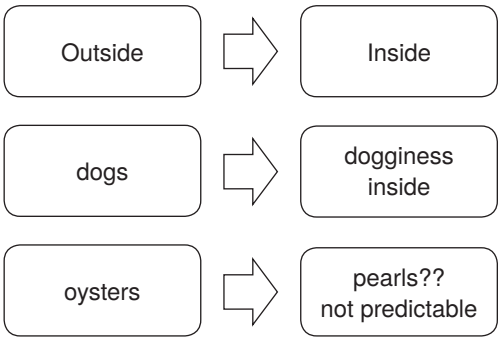 Outside
Inside
dogs
dogginess
inside
oysters
pearls??
not predictable